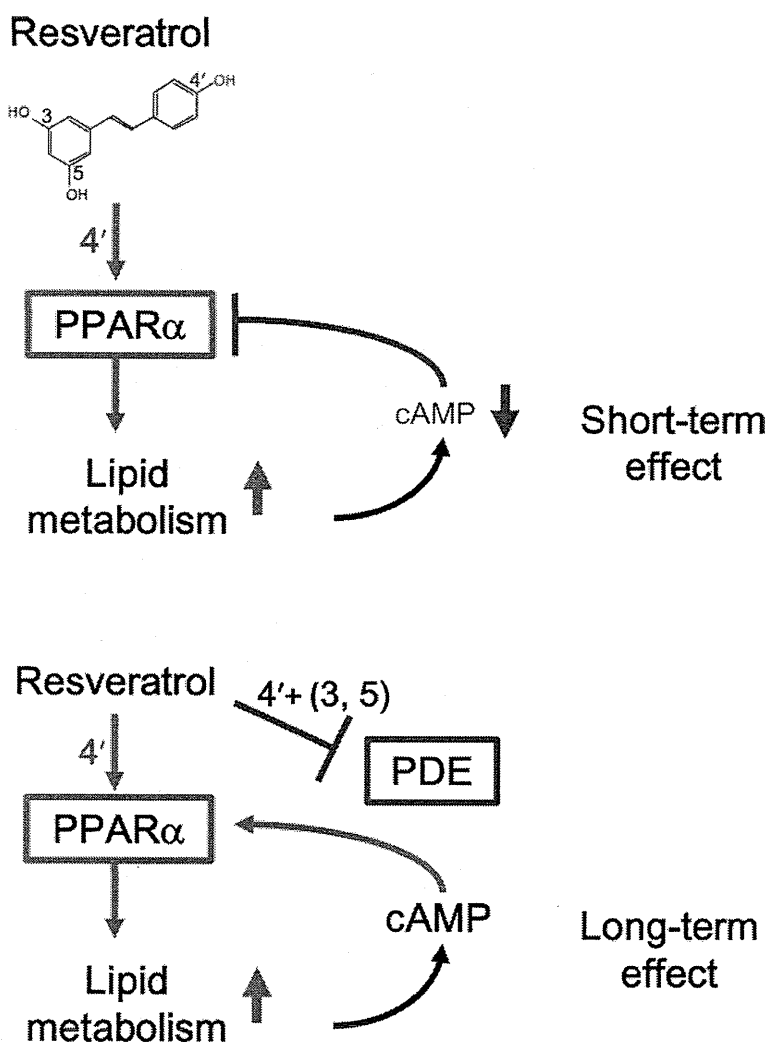 Resveratrol
4′
OH
HO
3
5
OH
4′
PPARα
cAMP
Short-term
effect
Lipid
metabolism
Resveratrol
4′+ (3, 5)
4′
PDE
PPARα
cAMP
Long-term
effect
Lipid
metabolism